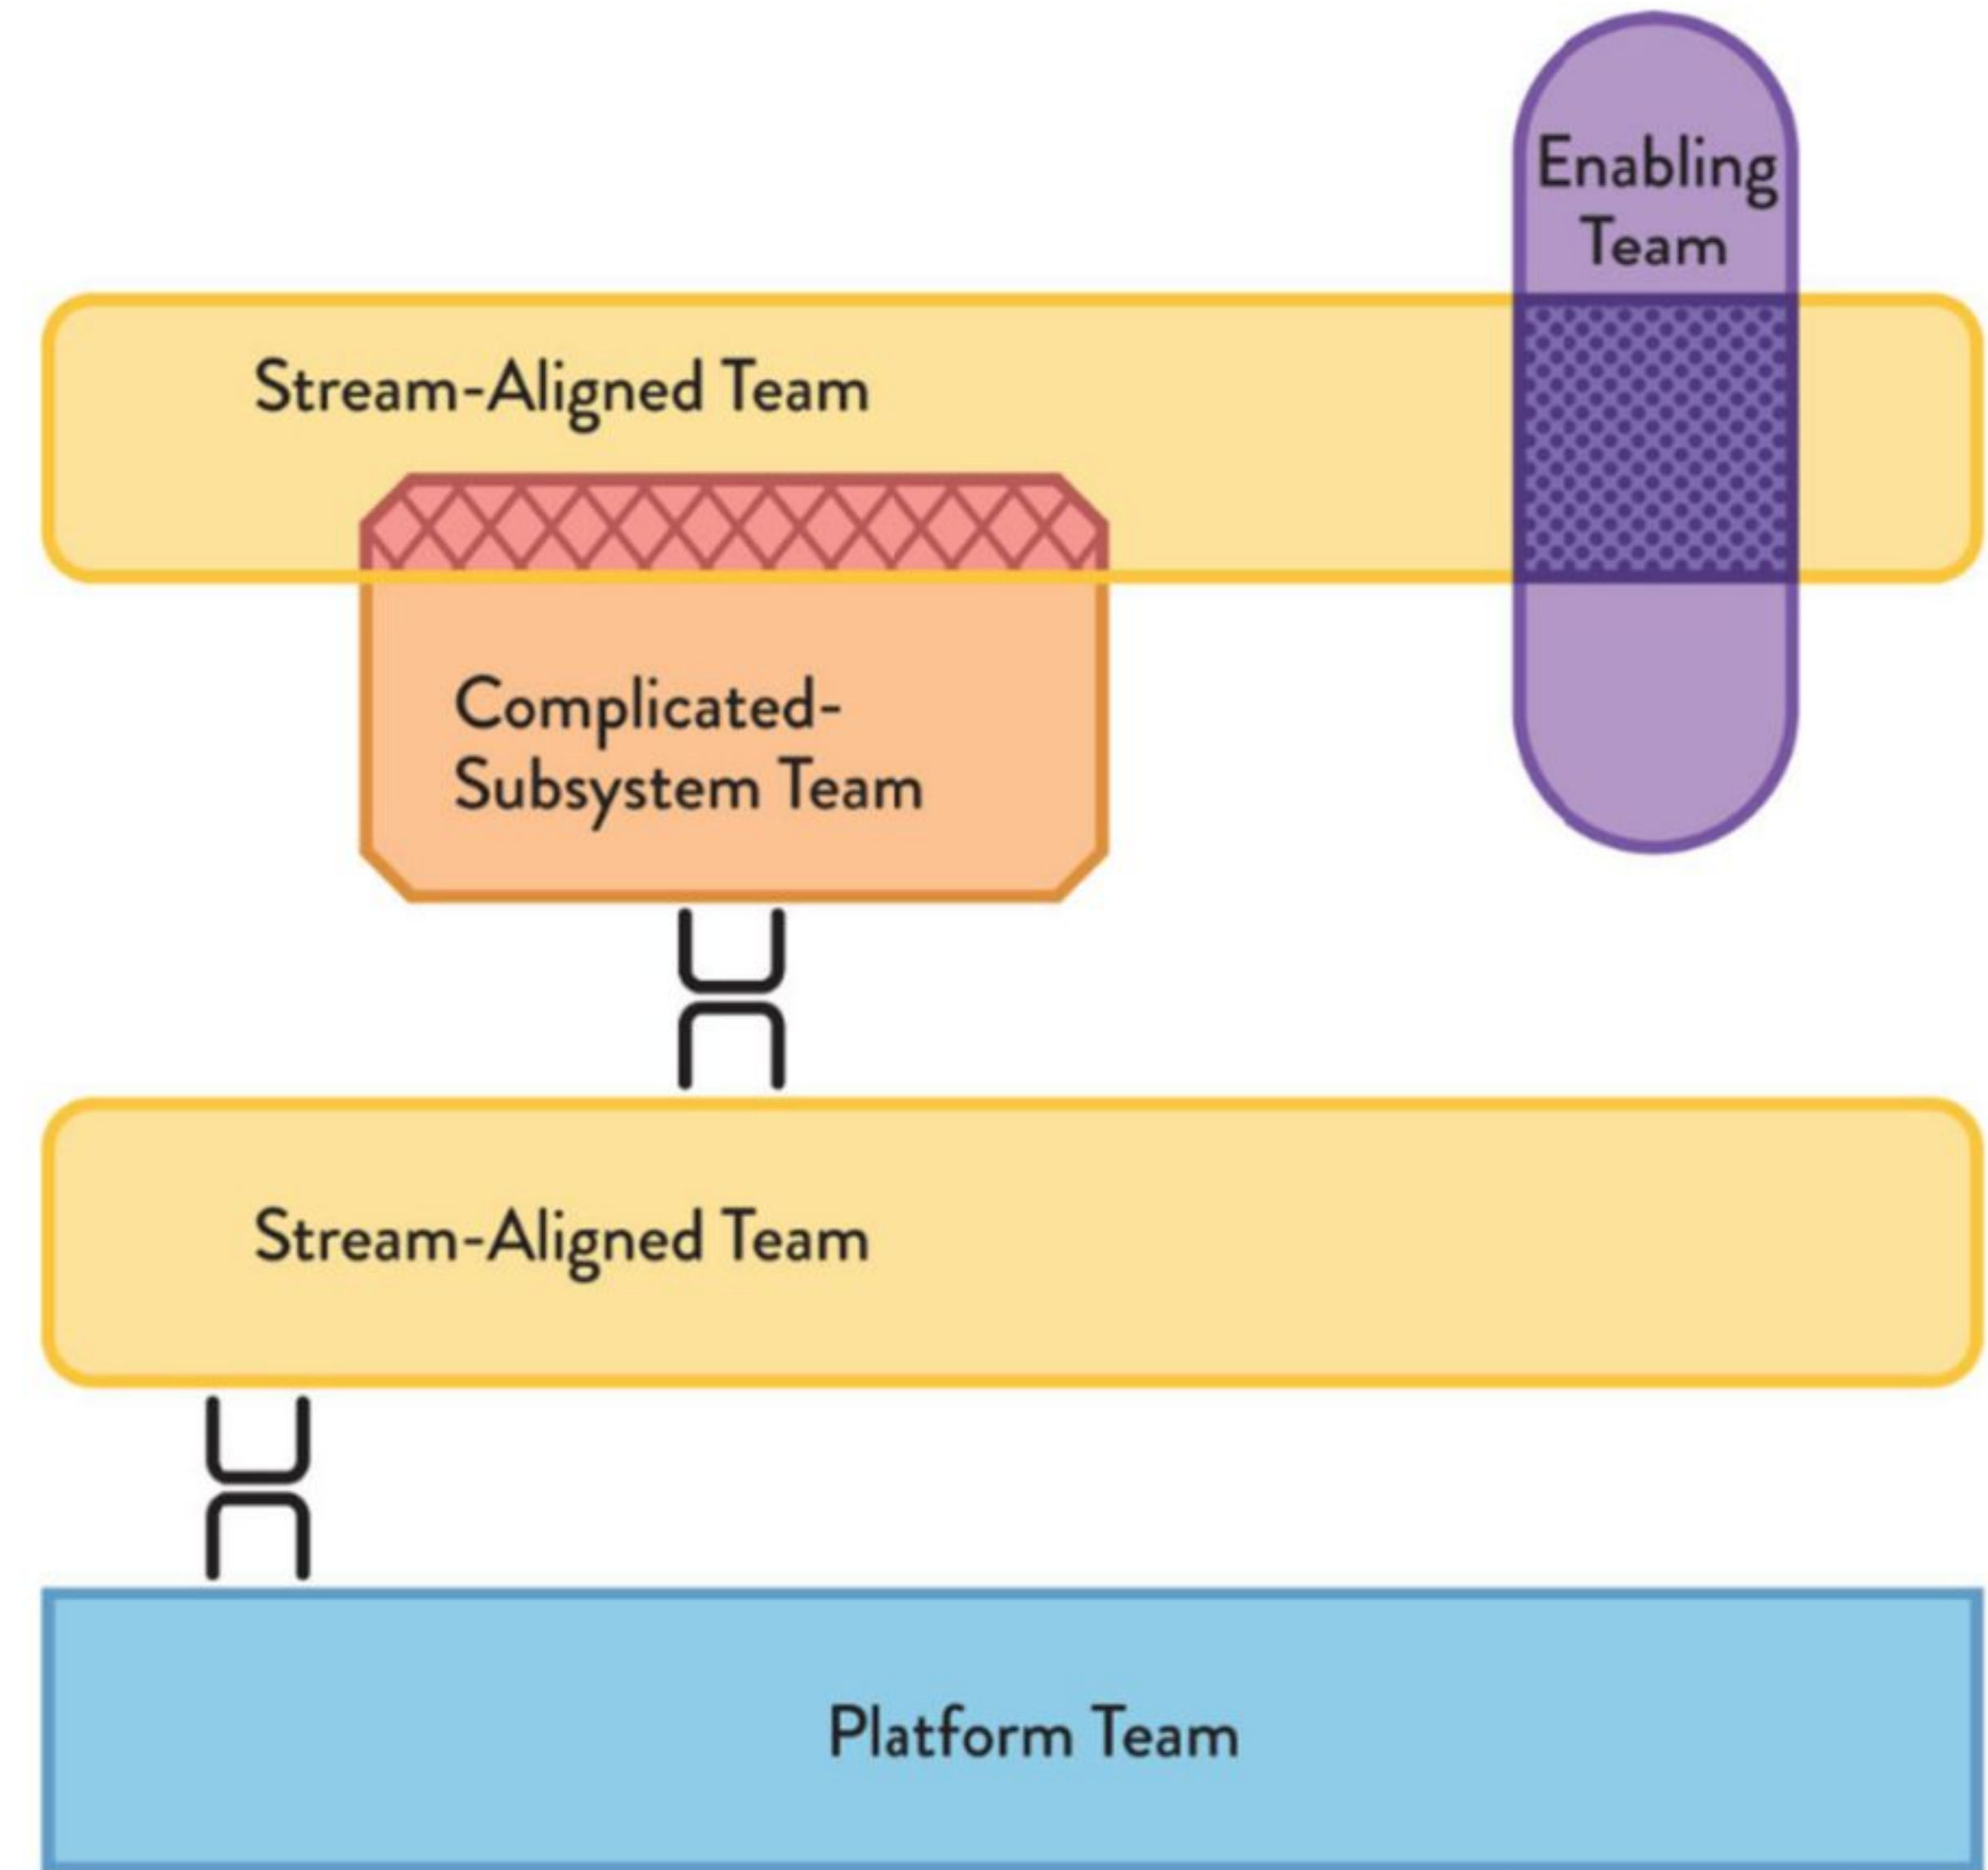 Enabling
Team
Stream-Aligned Team
Complicated-
Subsystem Team
Stream-Aligned Team
Platform Team